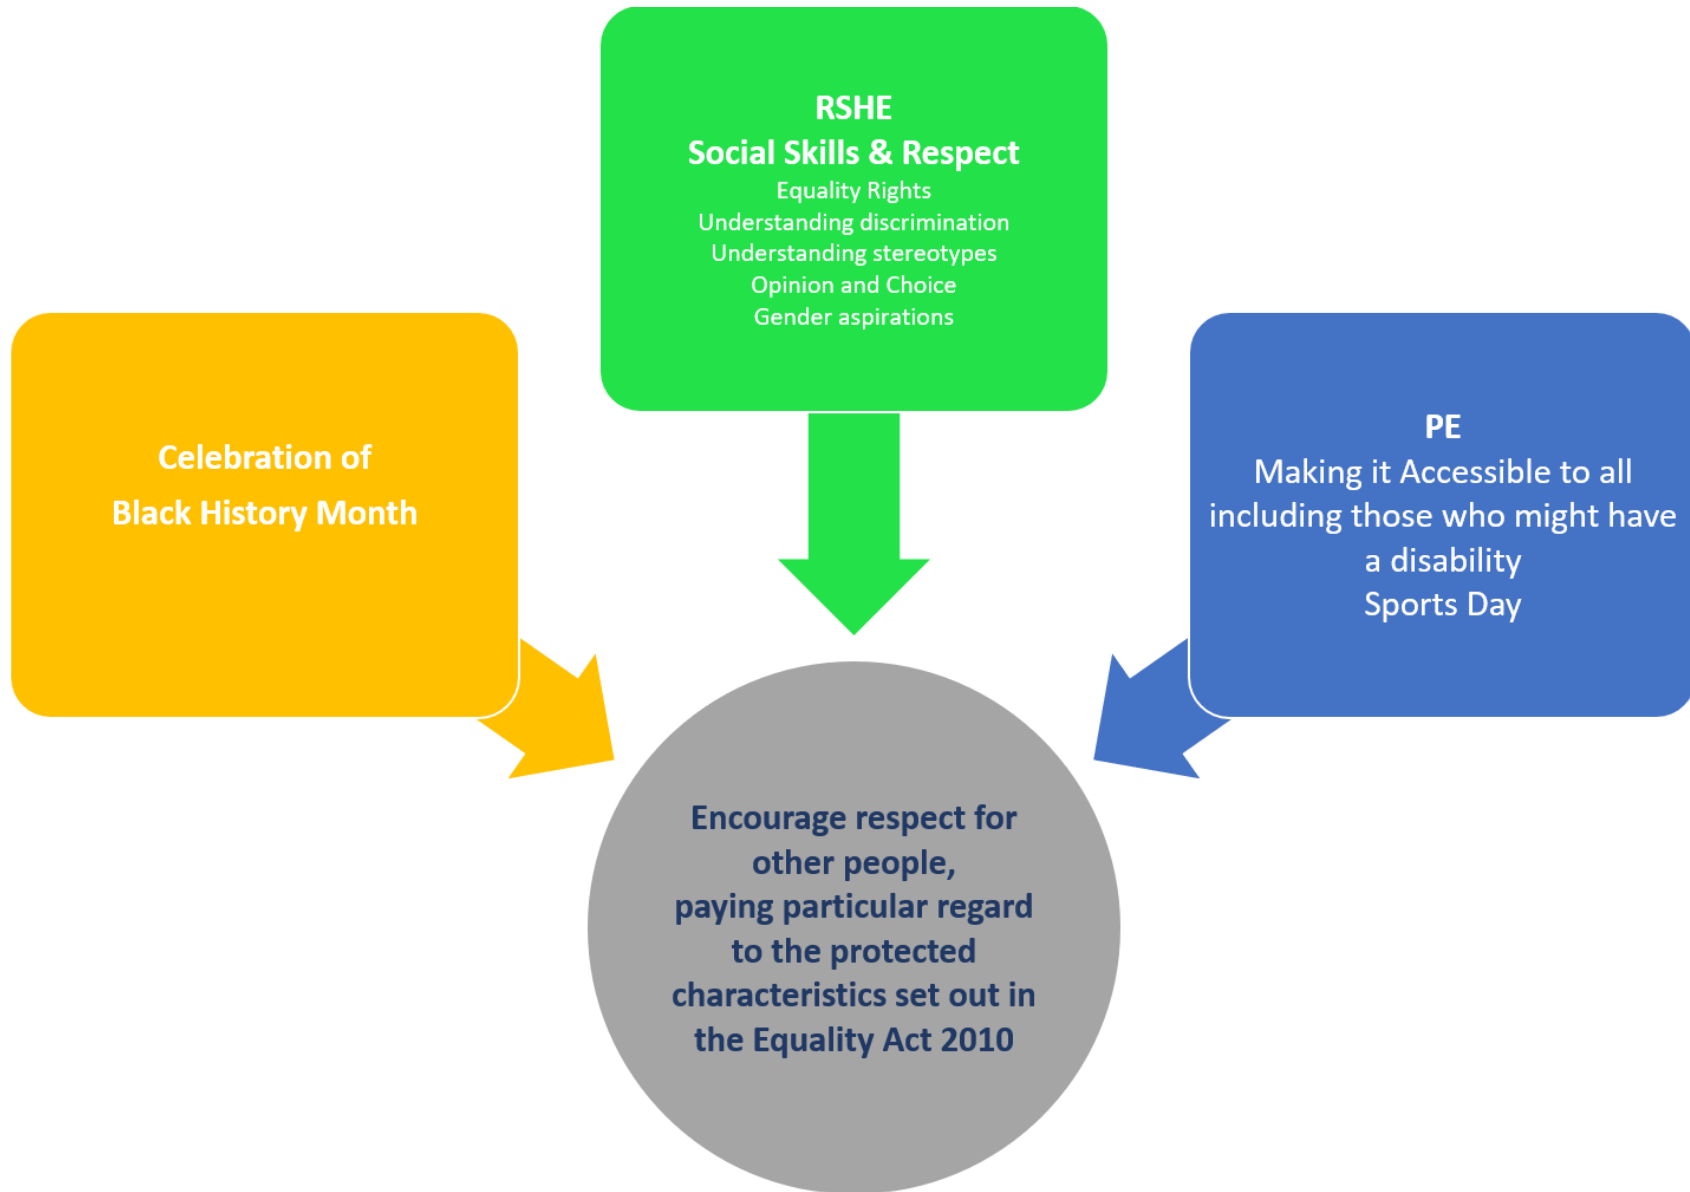 RSHE
Social Skills & Respect
Equality Rights
Understanding discrimination
Understanding stereotypes
Opinion and Choice
Gender aspirations
Celebration of
Black History Month
PE
Making it Accessible to all
including those who might have
a disability
Sports Day
Encourage respect for
other people,
paying particular regard
to the protected
characteristics set out in
the Equality Act 2010